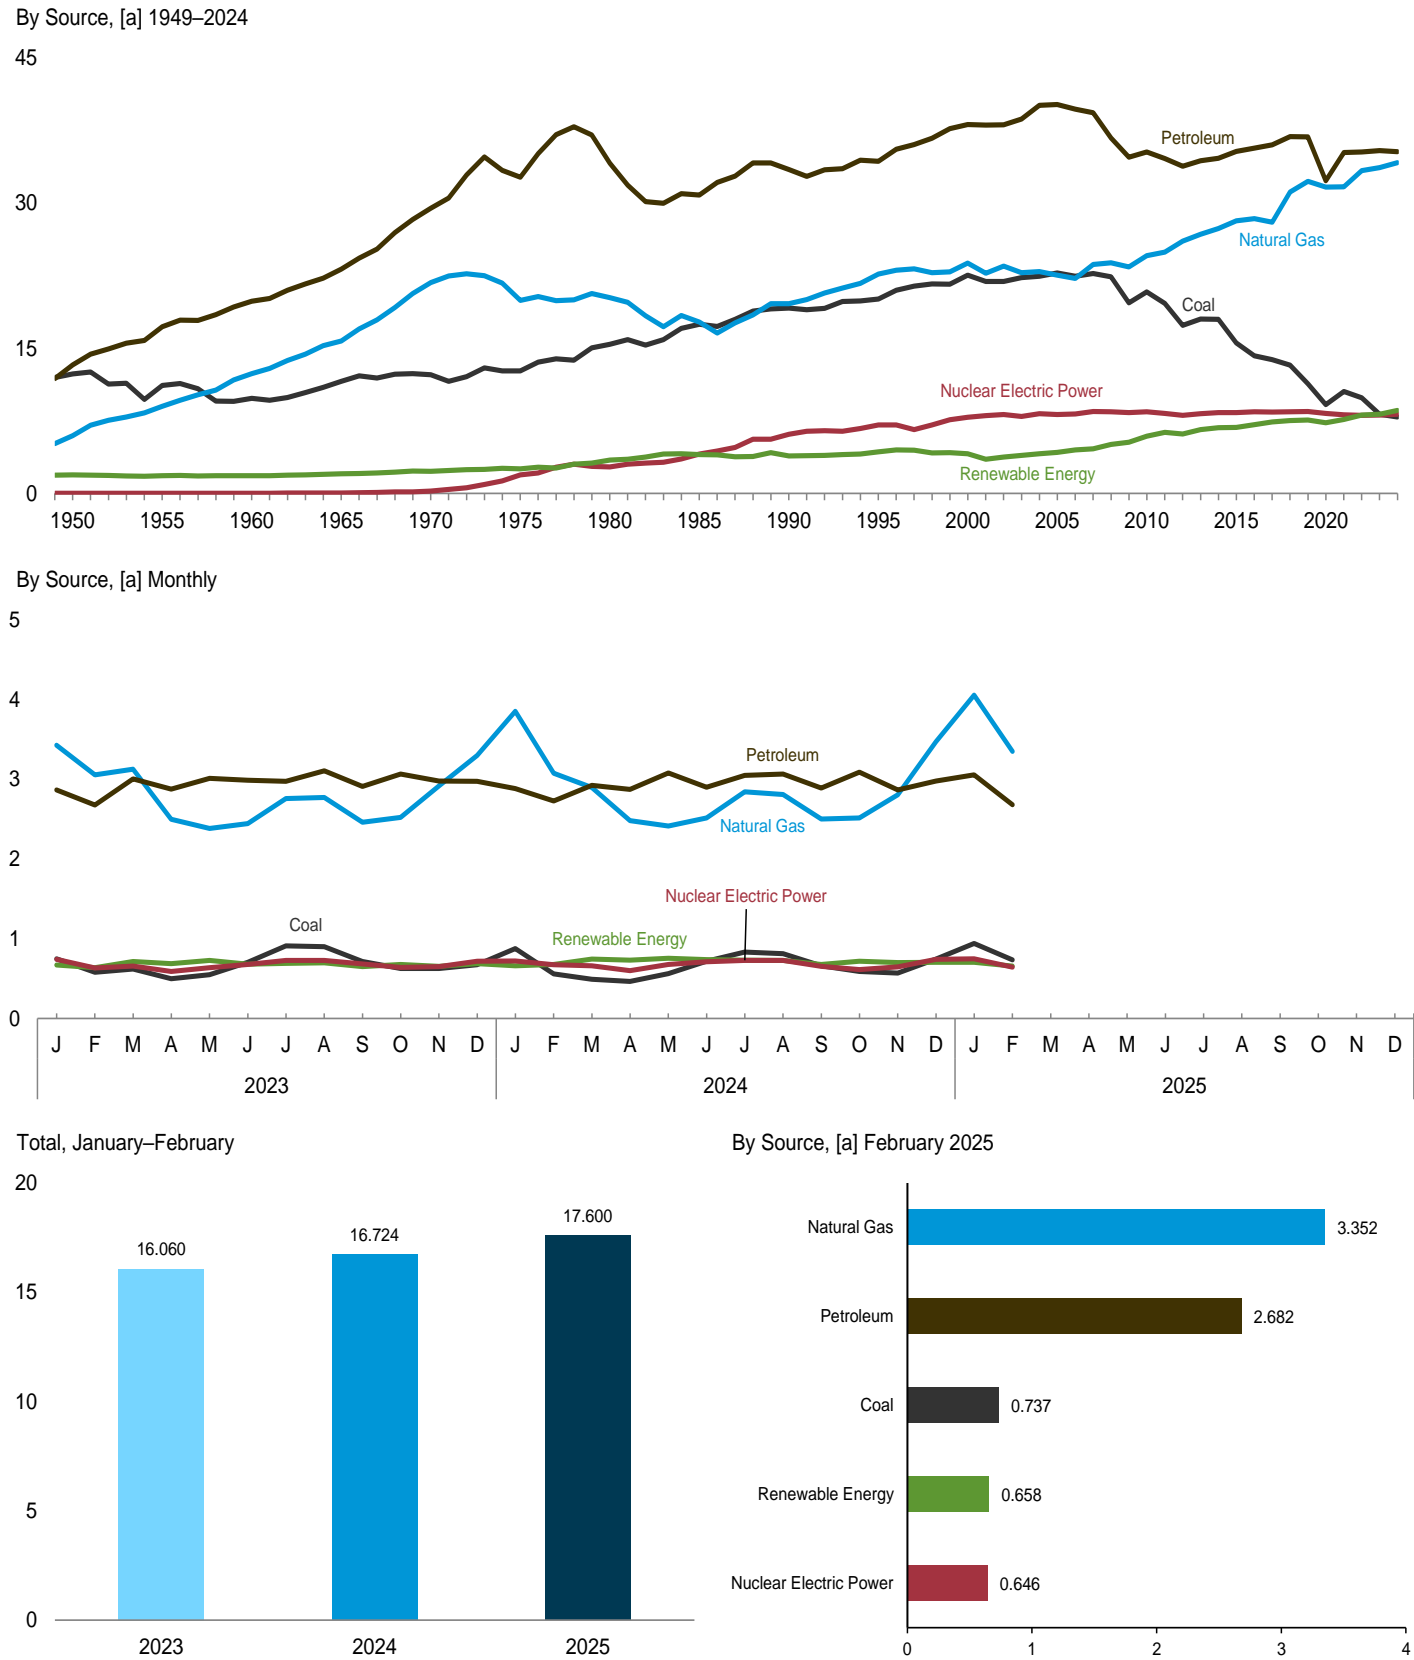 By Source, [a] 1949–2024
45
30
15
0
Petroleum
Natural Gas
Coal
Nuclear Electric Power
Renewable Energy
1950 1955 1960 1965 1970 1975 1980 1985 1990 1995 2000 2005 2010 2015 2020
By Source, [a] Monthly
5
4
3
2
1
0
Petroleum
Natural Gas
Nuclear Electric Power
Coal
Renewable Energy
J F M A M J J A S O N D J F M A M J J A S O N D J F M A M J J A S O N D
2023 2024 2025
Total, January–February
20
15
10
5
0
16.060
16.724
17.600
2023 2024 2025
By Source, [a] February 2025
Natural Gas 3.352
Petroleum 2.682
Coal 0.737
Renewable Energy 0.658
Nuclear Electric Power 0.646
0 1 2 3 4